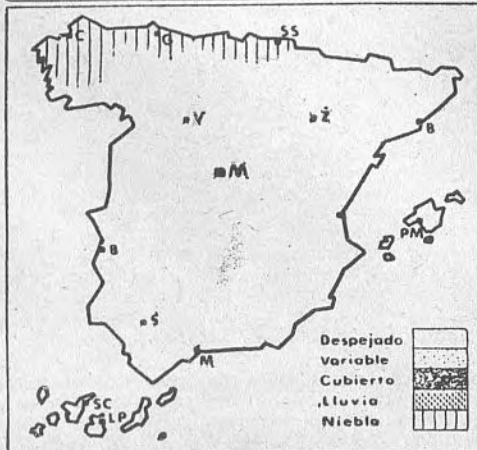 C
O
SS
V
Z
B
M
PM
B
S
M
SC
LP
Despejado
Variable
Cubierto
Lluvia
Niebla